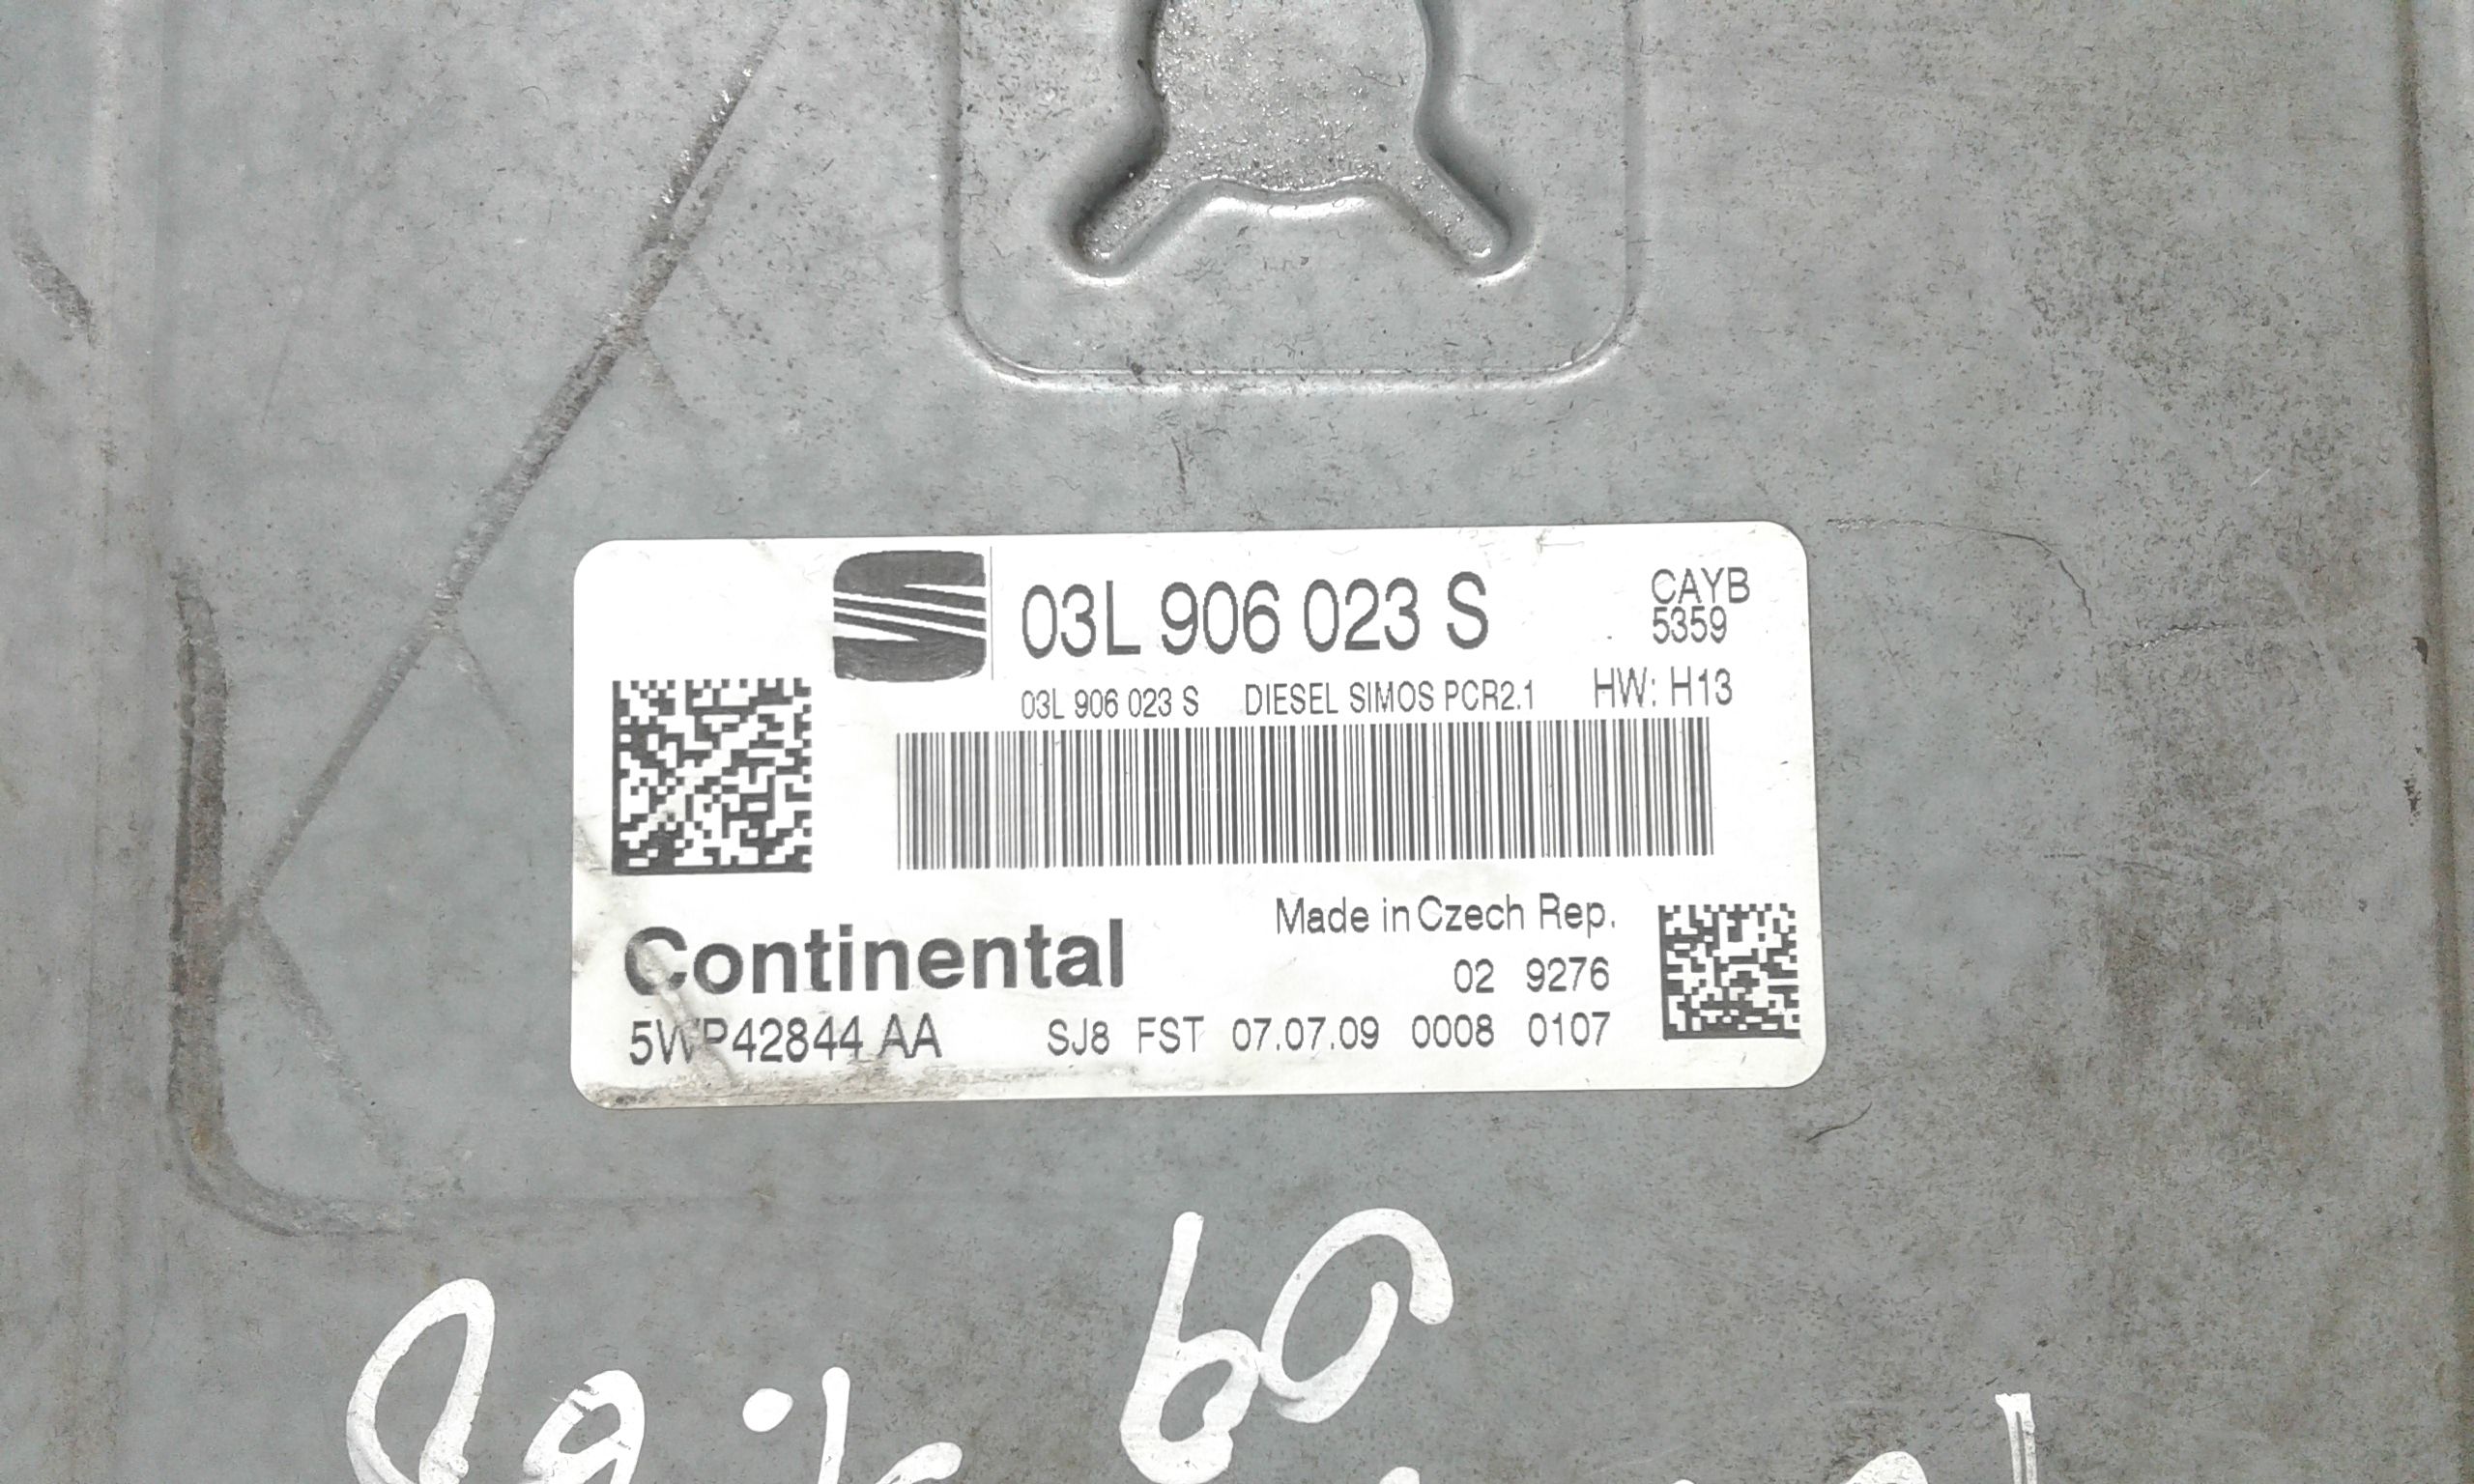 03L 906 023 S
CAYB
5359
03L 906 023 S DIESEL SIMOS PCR2.1 HW: H13
Made in Czech Rep.
Continental
02 9276
5WP42844 AA SJ8 FST 07.07.09 0008 0107
60